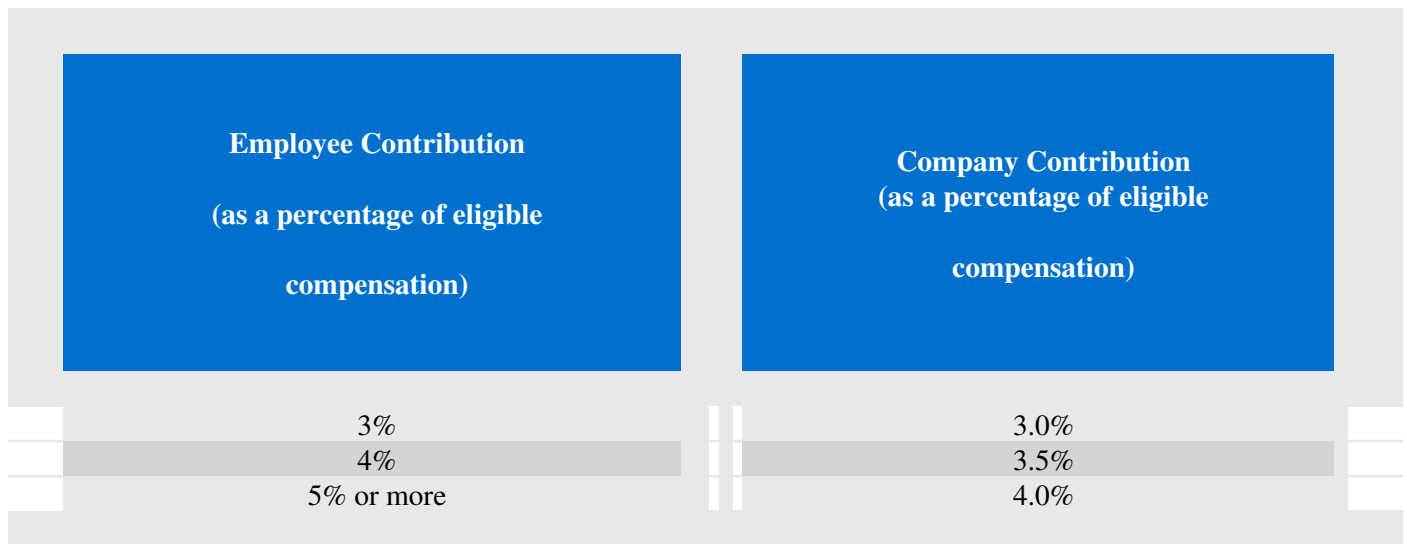 Employee Contribution
(as a percentage of eligible
compensation)
Company Contribution
(as a percentage of eligible
compensation)
3% 3.0%
4% 3.5%
5% or more 4.0%